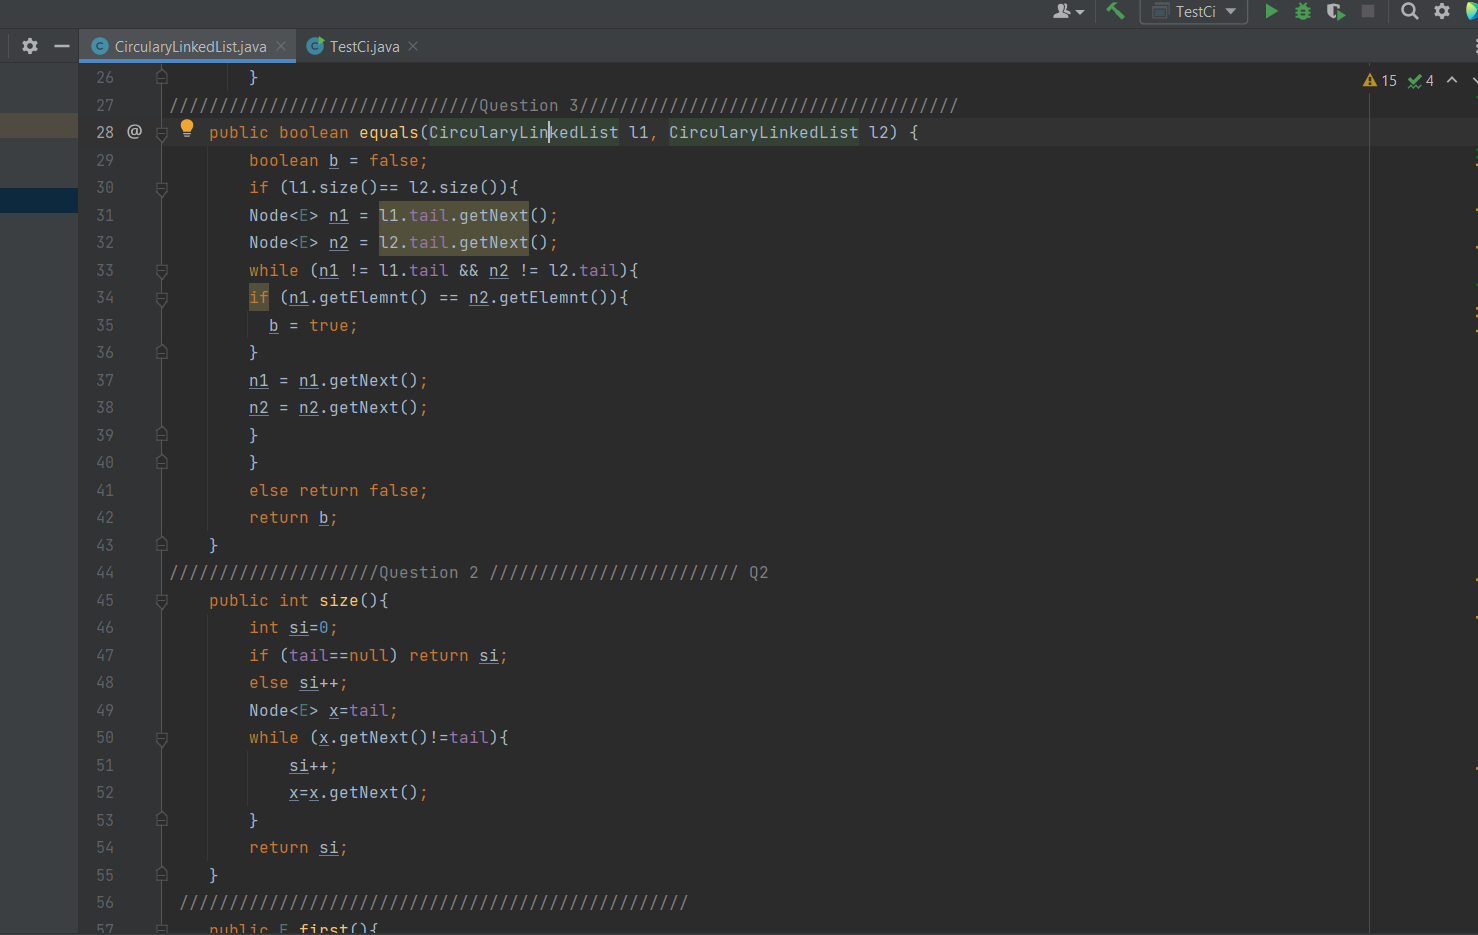 TestCi
CircularyLinkedList.java
TestCi.java
15 4
26 }
27 ///////////////////////////////Question 3//////////////////////////////////////
28 @ public boolean equals(CircularyLinkedList l1, CircularyLinkedList l2) {
29 boolean b = false;
30 if (l1.size()== l2.size()){
31 Node<E> n1 = l1.tail.getNext();
32 Node<E> n2 = l2.tail.getNext();
33 while (n1 != l1.tail && n2 != l2.tail){
34 if (n1.getElemnt() == n2.getElemnt()){
35 b = true;
36 }
37 n1 = n1.getNext();
38 n2 = n2.getNext();
39 }
40 }
41 else return false;
42 return b;
43 }
44 /////////////////////Question 2 ///////////////////////// Q2
45 public int size(){
46 int si=0;
47 if (tail==null) return si;
48 else si++;
49 Node<E> x=tail;
50 while (x.getNext()!=tail){
51 si++;
52 x=x.getNext();
53 }
54 return si;
55 }
56 ///////////////////////////////////////////////////
57 public E first(){